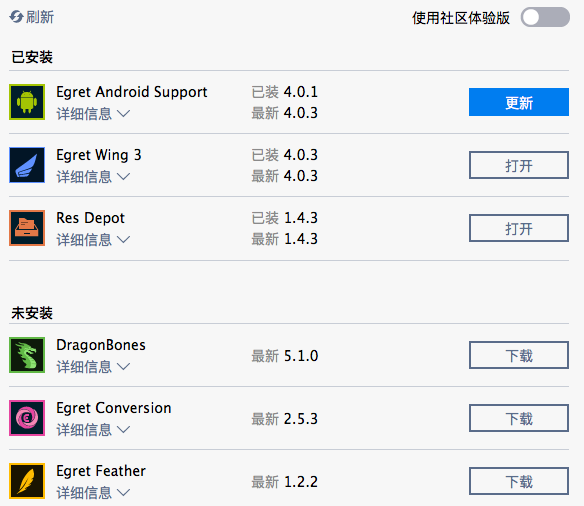 刷新
使用社区体验版
已安装
Egret Android Support
已装 4.0.1
详细信息
最新 4.0.3
更新
Egret Wing 3
已装 4.0.3
详细信息
最新 4.0.3
打开
Res Depot
已装 1.4.3
详细信息
最新 1.4.3
打开
未安装
DragonBones
详细信息
最新 5.1.0
下载
Egret Conversion
详细信息
最新 2.5.3
下载
Egret Feather
详细信息
最新 1.2.2
下载